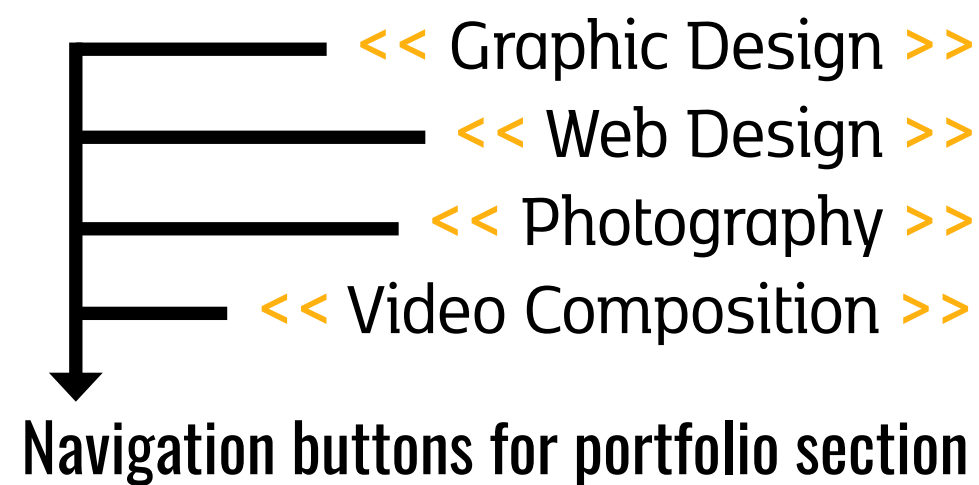 << Graphic Design >>
<< Web Design >>
<< Photography >>
<< Video Composition >>
Navigation buttons for portfolio section